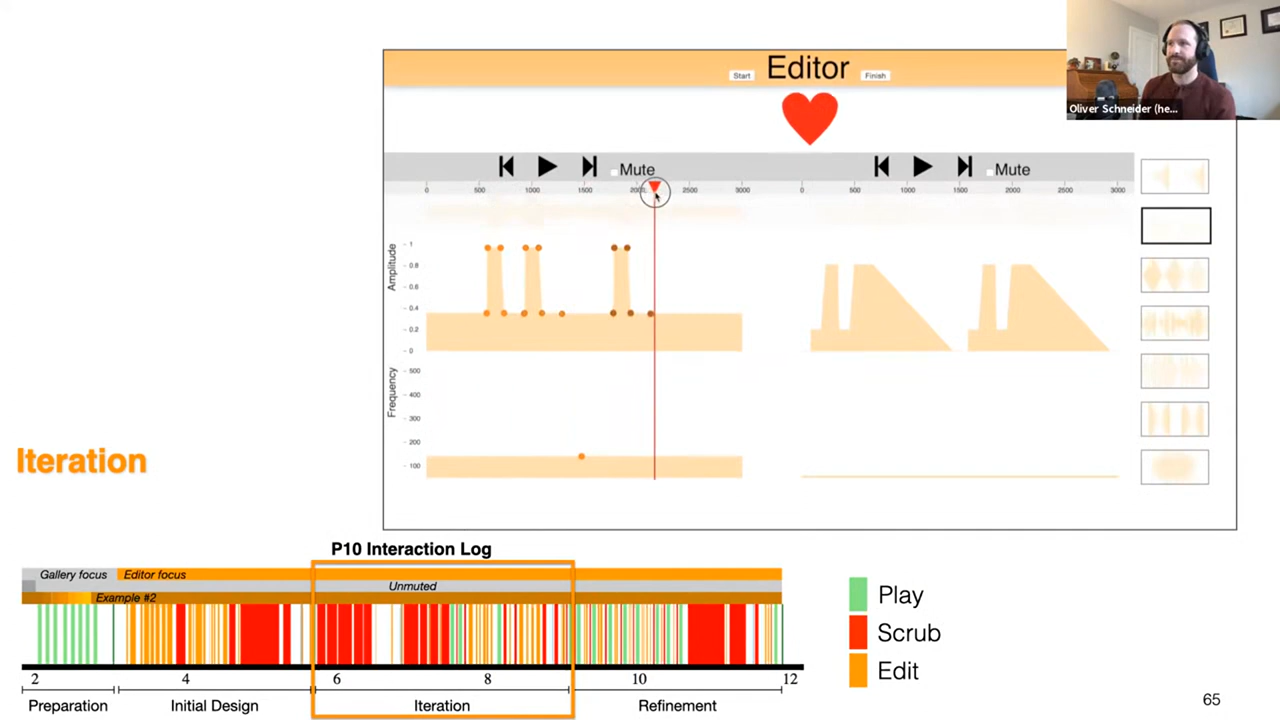 Start Editor Finish
Oliver Schneider (he...
Mute
Mute
0 500 1000 1500 2500 3000
0 500 1000 1500 2000 2500 3000
Amplitude
1
0.8
0.6
0.4
0.2
0
Frequency
500
400
300
200
100
Iteration
P10 Interaction Log
Gallery focus Editor focus
Unmuted
Example #2
Play
Scrub
Edit
2 4 6 8 10 12
Preparation Initial Design Iteration Refinement
65